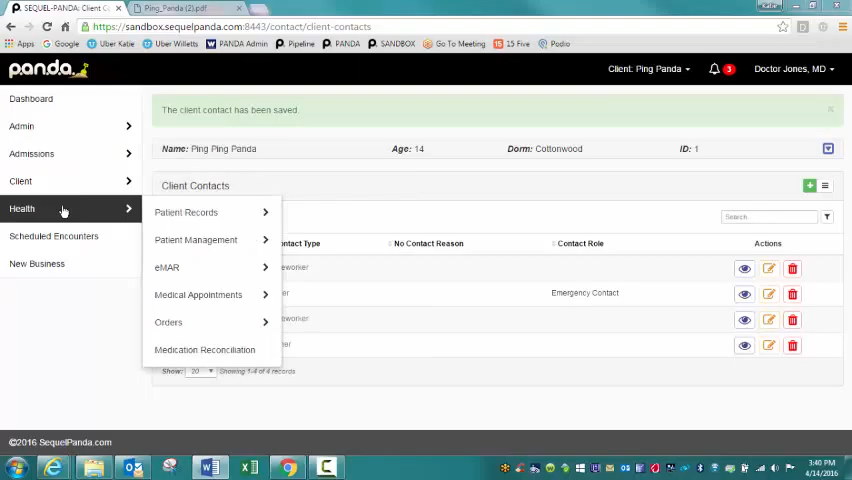 SEQUEL-PANDA: Client C
Ping_Panda (2).pdf
Katie
https://sandbox.sequelpanda.com:8443/contact/client-contacts
Apps
Google
Uber Katie
Uber Willetts
PANDA Admin
Pipeline
PANDA
SANDBOX
Go To Meeting
15 Five
Podio
panda
Client: Ping Panda
3
Doctor Jones, MD
Dashboard
Admin
Admissions
Client
Health
Scheduled Encounters
New Business
The client contact has been saved.
Name: Ping Ping Panda Age: 14 Dorm: Cottonwood ID: 1
Client Contacts
Search..
Patient Records
Patient Management
eMAR
Medical Appointments
Orders
Medication Reconciliation
ontact Type No Contact Reason Contact Role Actions
eworker
er Emergency Contact
eworker
er
Show: 20 Showing 1-4 of 4 records
©2016 SequelPanda.com
3:40 PM
4/14/2016